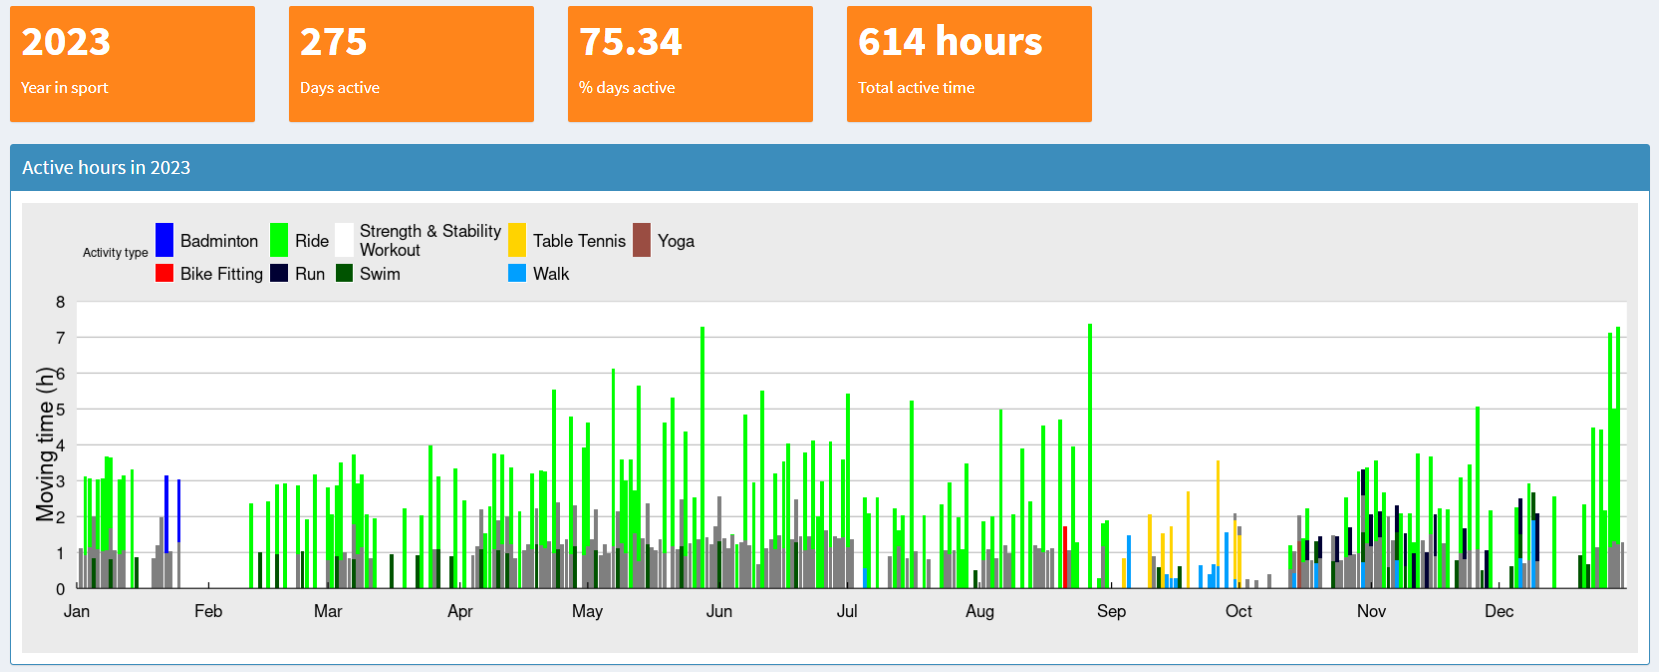 2023
Year in sport
275
Days active
75.34
% days active
614 hours
Total active time
Active hours in 2023
Activity type
Badminton
Ride
Strength & Stability
Workout
Table Tennis
Yoga
Bike Fitting
Run
Swim
Walk
Moving time (h)
8
7
6
5
4
3
2
1
0
Jan Feb Mar Apr May Jun Jul Aug Sep Oct Nov Dec